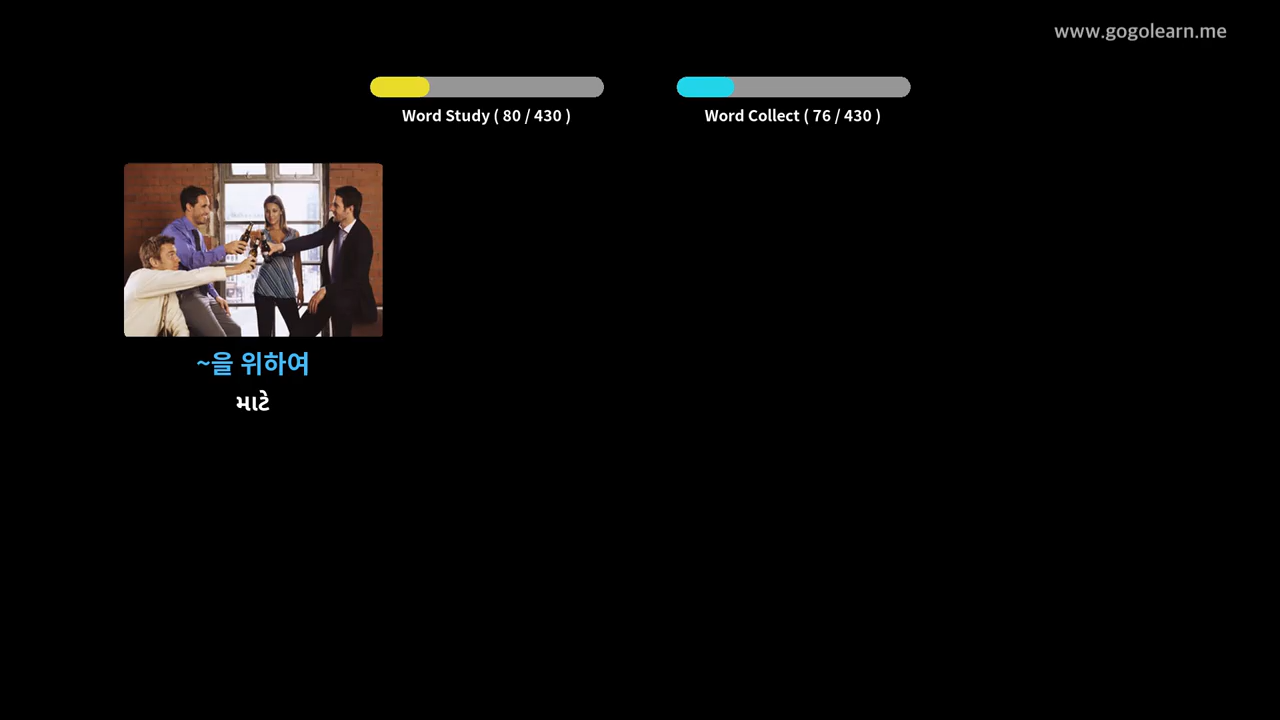 www.gogolearn.me
Word Study ( 80 / 430 )
Word Collect ( 76 / 430 )
~을 위하여
માટે